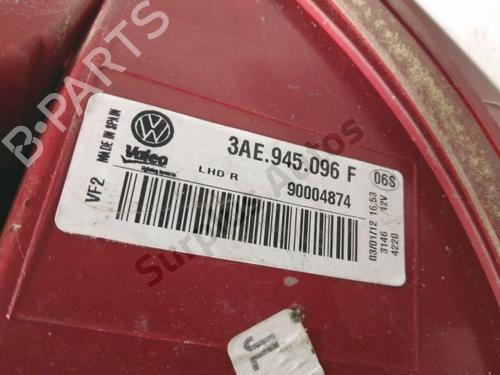 B-PARTS
MADE IN SPAIN
Valeo
VF2
3AE.945.096 F
LHD R
90004874
06S
03/01/12 16:53
3146 12V
4220
JL